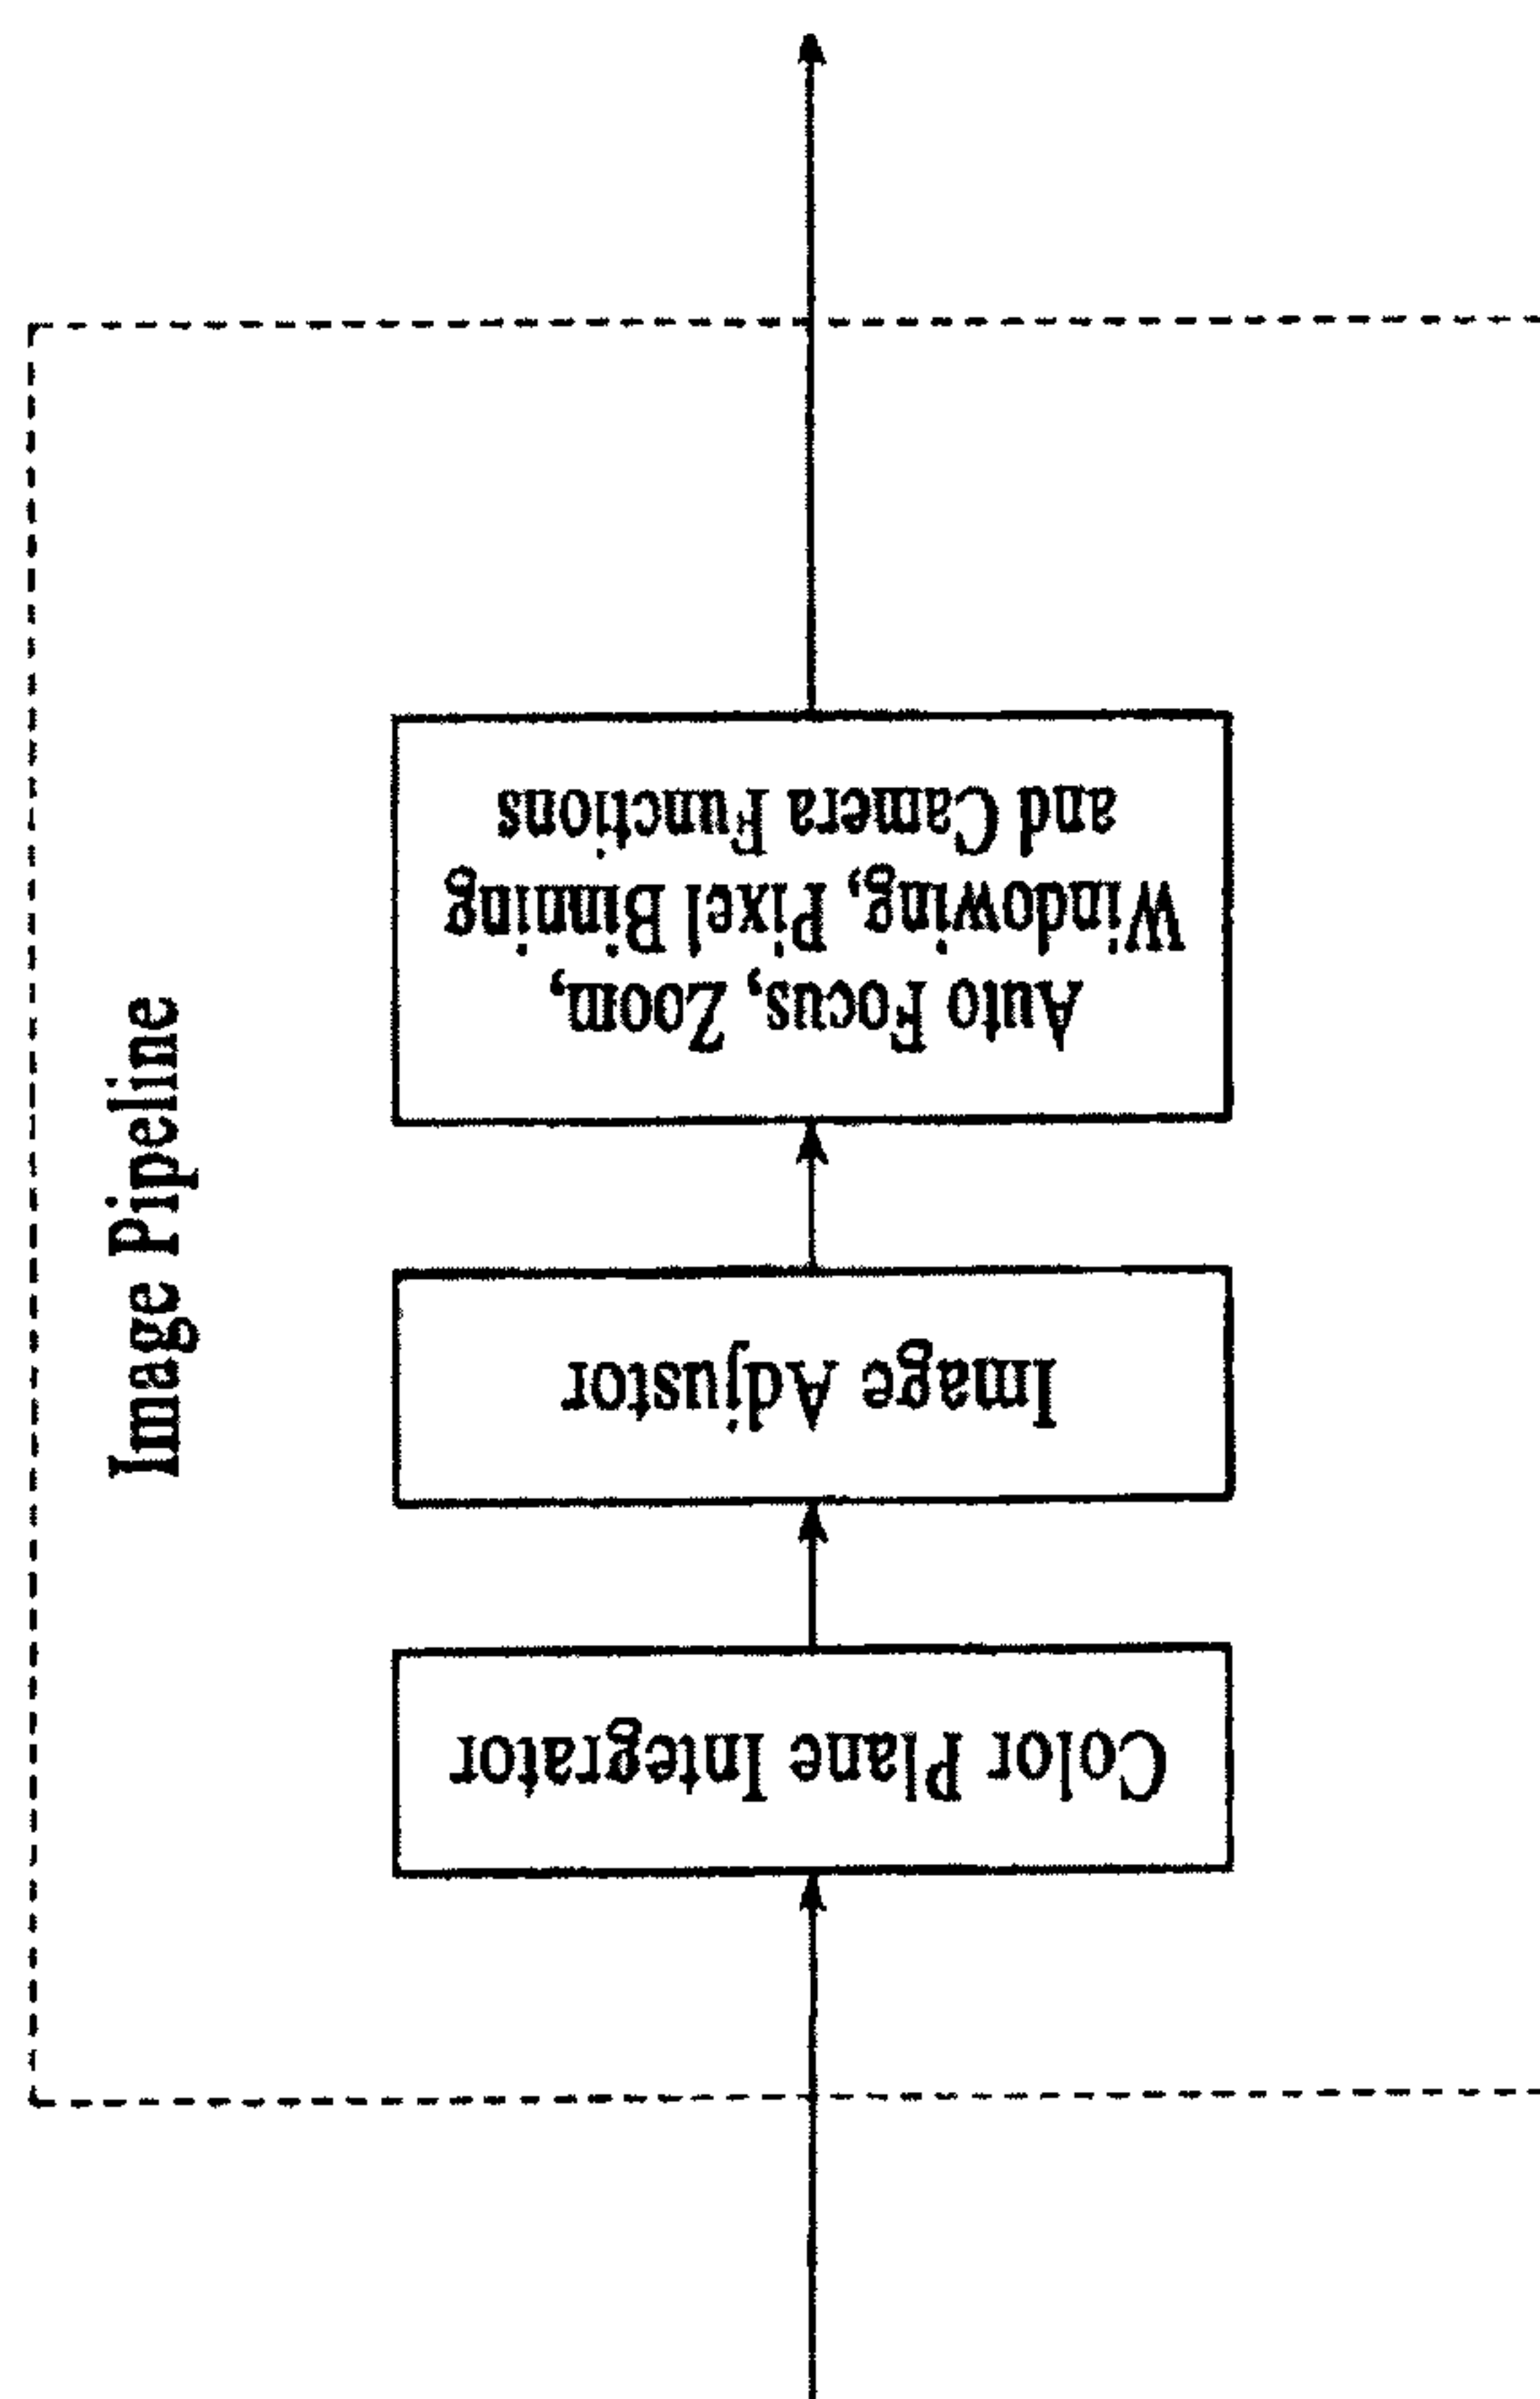 Image Pipeline
Color Plane Integrator
Image Adjustor
Auto Focus, Zoom,
Windowing, Pixel Binning
and Camera Functions